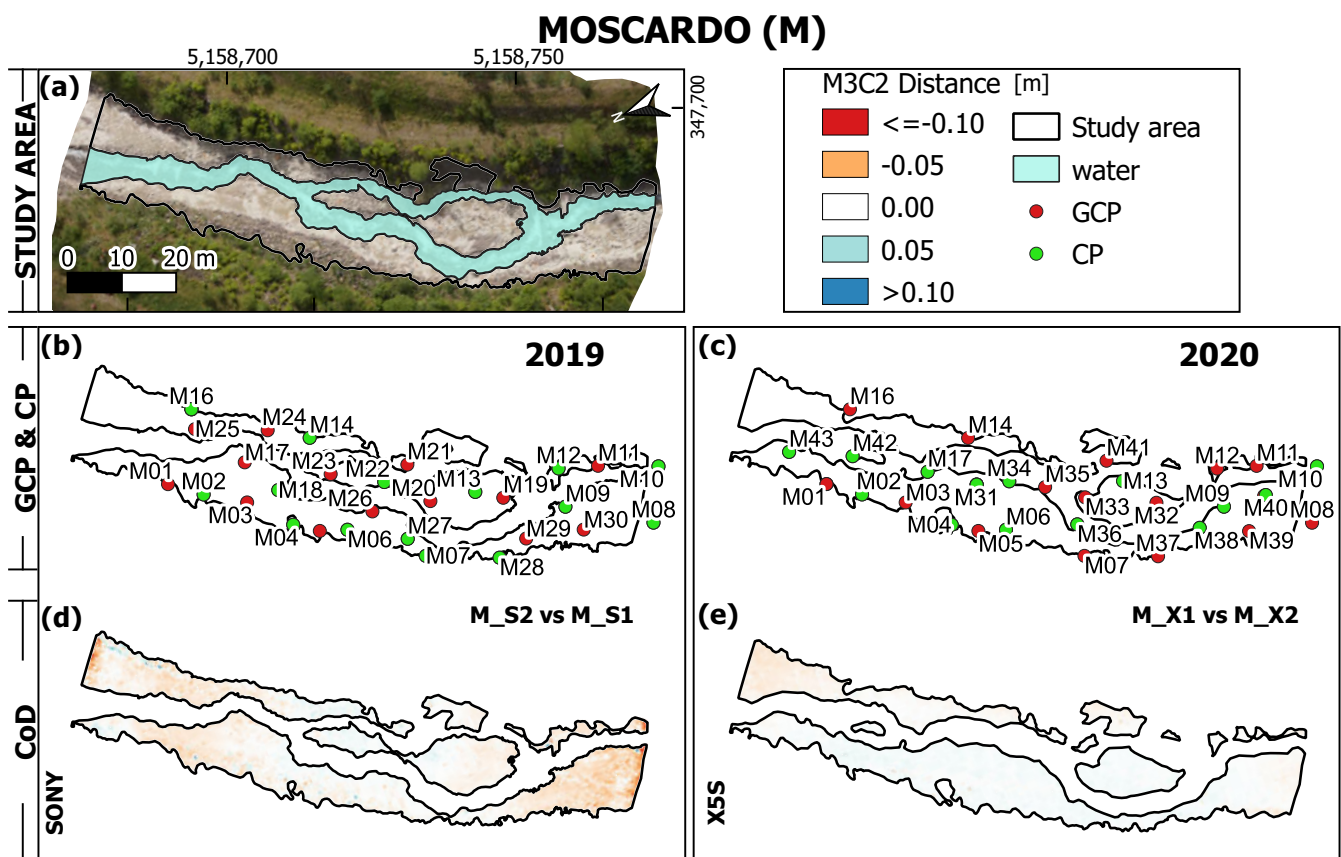 MOSCARDO (M)
5,158,700
5,158,750
347,700
STUDY AREA
(a)
N
0 10 20 m
M3C2 Distance [m]
<=-0.10
-0.05
0.00
0.05
>0.10
Study area
water
GCP
CP
GCP & CP
(b)
2019
M16
M25
M24
M14
M17
M23
M22
M21
M12
M11
M01
M02
M18
M26
M20
M13
M19
M10
M09
M03
M04
M06
M27
M07
M29
M30
M08
M28
(c)
2020
M16
M14
M43
M42
M17
M34
M35
M41
M12
M11
M01
M02
M03
M31
M33
M13
M32
M09
M10
M40
M04
M05
M06
M36
M07
M37
M38
M39
M08
CoD
SONY
(d)
M_S2 vs M_S1
X5S
(e)
M_X1 vs M_X2